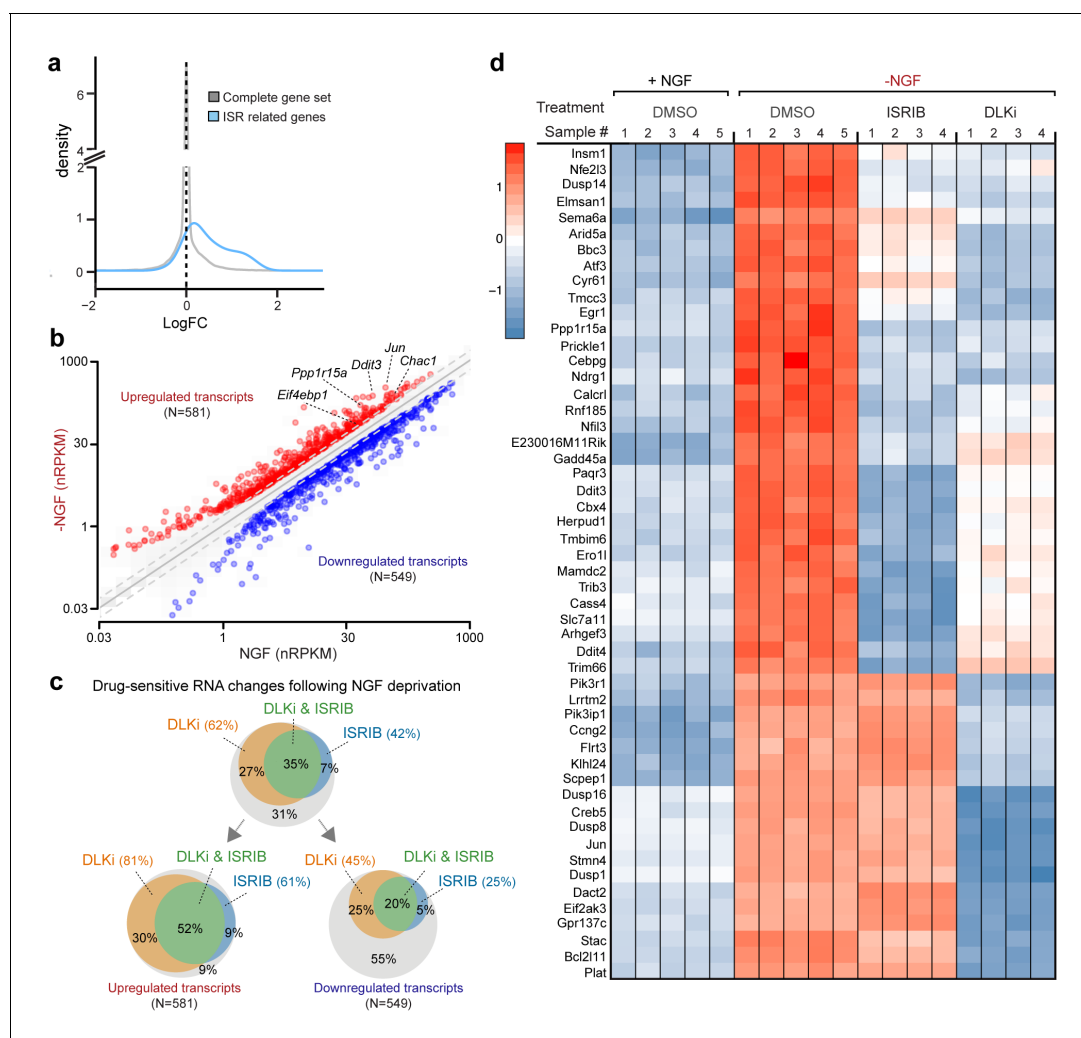 a
6
4
2
1
0
density
Complete gene set
ISR related genes
−2
0
2
LogFC
b
1000
30
1
0.03
-NGF (nRPKM)
Upregulated transcripts
(N=581)
Jun
Ddit3
Chac1
Ppp1r15a
Eif4ebp1
Downregulated transcripts
(N=549)
0.03
1
30
1000
NGF (nRPKM)
c
Drug-sensitive RNA changes following NGF deprivation
DLKi & ISRIB
DLKi (62%)
ISRIB (42%)
27%
35%
7%
31%
DLKi (81%)
DLKi & ISRIB
ISRIB (61%)
30%
52%
9%
9%
Upregulated transcripts
(N=581)
DLKi (45%)
DLKi & ISRIB
ISRIB (25%)
25%
20%
5%
55%
Downregulated transcripts
(N=549)
d
+ NGF
-NGF
Treatment
DMSO
DMSO
ISRIB
DLKi
Sample #
1 2 3 4 5 1 2 3 4 5 1 2 3 4 1 2 3 4
1
0
−1
Insm1
Nfe2l3
Dusp14
Elmsan1
Sema6a
Arid5a
Bbc3
Atf3
Cyr61
Tmcc3
Egr1
Ppp1r15a
Prickle1
Cebpg
Ndrg1
Calcrl
Rnf185
Nfil3
E230016M11Rik
Gadd45a
Paqr3
Ddit3
Cbx4
Herpud1
Tmbim6
Ero1l
Mamdc2
Trib3
Cass4
Slc7a11
Arhgef3
Ddit4
Trim66
Pik3r1
Lrrtm2
Pik3ip1
Ccng2
Flrt3
Klhl24
Scpep1
Dusp16
Creb5
Dusp8
Jun
Stmn4
Dusp1
Dact2
Eif2ak3
Gpr137c
Stac
Bcl2l11
Plat